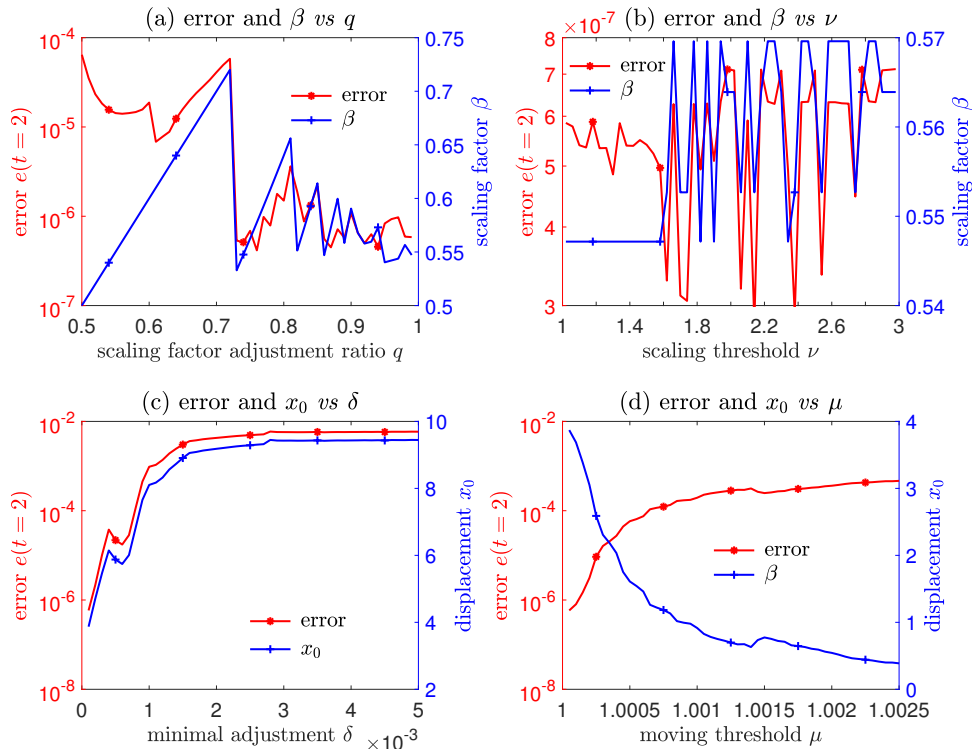 (a) error and β vs q
10^-4
10^-5
10^-6
10^-7
error e(t = 2)
0.75
0.7
0.65
0.6
0.55
0.5
scaling factor β
error
β
0.5 0.6 0.7 0.8 0.9 1
scaling factor adjustment ratio q
(b) error and β vs ν
×10^-7
8
7
6
5
4
3
error e(t = 2)
0.57
0.56
0.55
0.54
scaling factor β
error
β
1 1.4 1.8 2.2 2.6 3
scaling threshold ν
(c) error and x₀ vs δ
10^-2
10^-4
10^-6
10^-8
error e(t = 2)
10
8
6
4
2
displacement x₀
error
x₀
0 1 2 3 4 5
minimal adjustment δ ×10^-3
(d) error and x₀ vs μ
10^-2
10^-4
10^-6
10^-8
error e(t = 2)
4
3
2
1
0
displacement x₀
error
β
1 1.0005 1.001 1.0015 1.002 1.0025
moving threshold μ